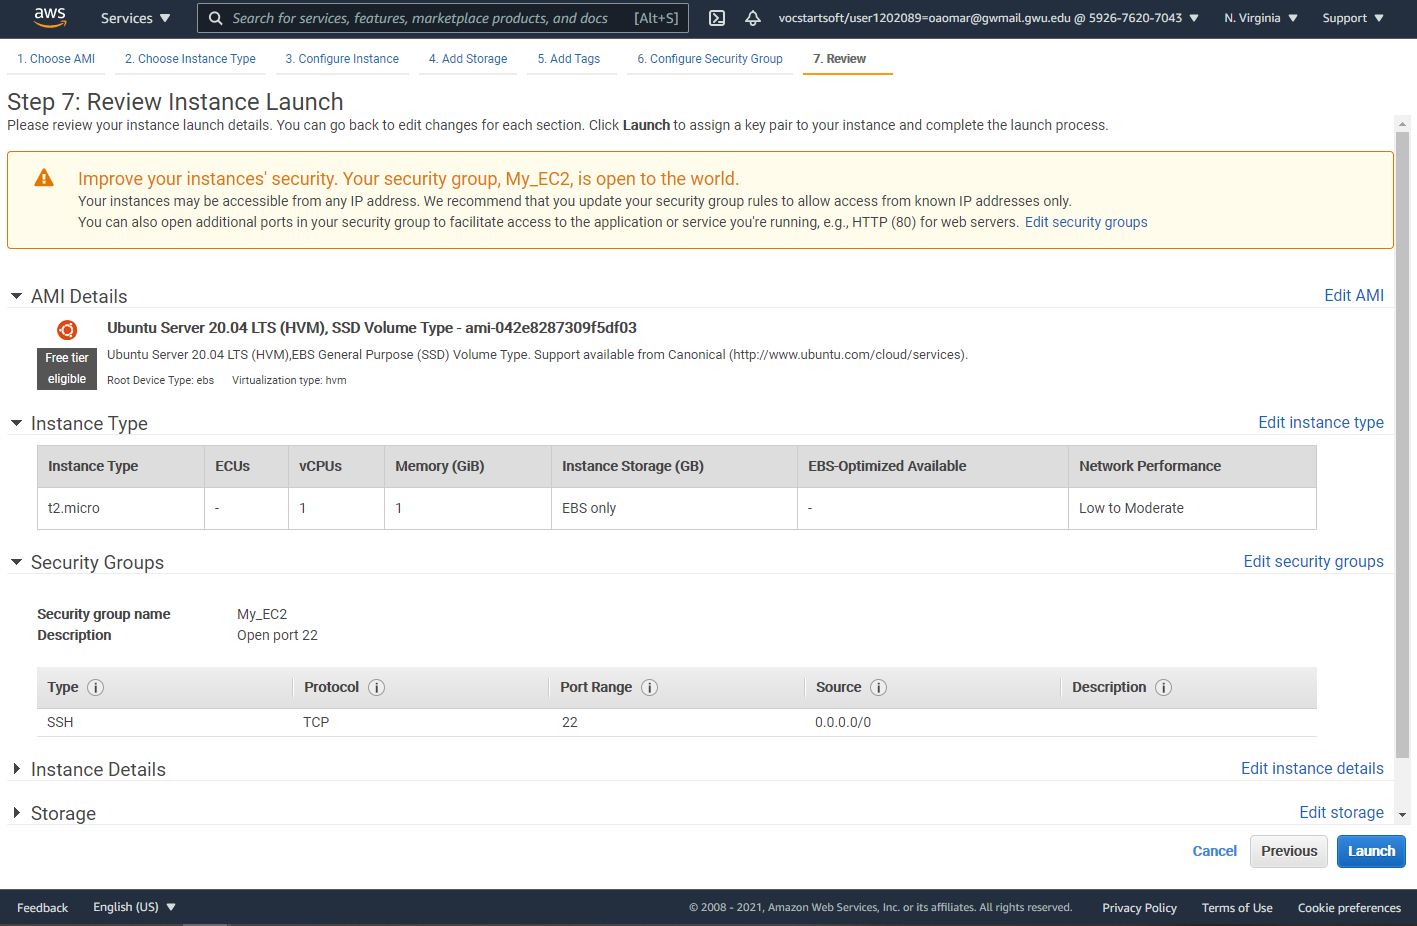 aws Services Search for services, features, marketplace products, and docs [Alt+S] vocstartsoft/user1202089=oaomar@gwmail.gwu.edu @ 5926-7620-7043 N. Virginia Support
1. Choose AMI 2. Choose Instance Type 3. Configure Instance 4. Add Storage 5. Add Tags 6. Configure Security Group 7. Review
Step 7: Review Instance Launch
Please review your instance launch details. You can go back to edit changes for each section. Click Launch to assign a key pair to your instance and complete the launch process.
Improve your instances' security. Your security group, My_EC2, is open to the world.
Your instances may be accessible from any IP address. We recommend that you update your security group rules to allow access from known IP addresses only.
You can also open additional ports in your security group to facilitate access to the application or service you're running, e.g., HTTP (80) for web servers. Edit security groups
AMI Details Edit AMI
Ubuntu Server 20.04 LTS (HVM), SSD Volume Type - ami-042e8287309f5df03
Free tier
eligible
Ubuntu Server 20.04 LTS (HVM),EBS General Purpose (SSD) Volume Type. Support available from Canonical (http://www.ubuntu.com/cloud/services).
Root Device Type: ebs Virtualization type: hvm
Instance Type Edit instance type
Instance Type ECUs vCPUs Memory (GiB) Instance Storage (GB) EBS-Optimized Available Network Performance
t2.micro - 1 1 EBS only - Low to Moderate
Security Groups Edit security groups
Security group name My_EC2
Description Open port 22
Type Protocol Port Range Source Description
SSH TCP 22 0.0.0.0/0
Instance Details Edit instance details
Storage Edit storage
Cancel Previous Launch
Feedback English (US) © 2008 - 2021, Amazon Web Services, Inc. or its affiliates. All rights reserved. Privacy Policy Terms of Use Cookie preferences